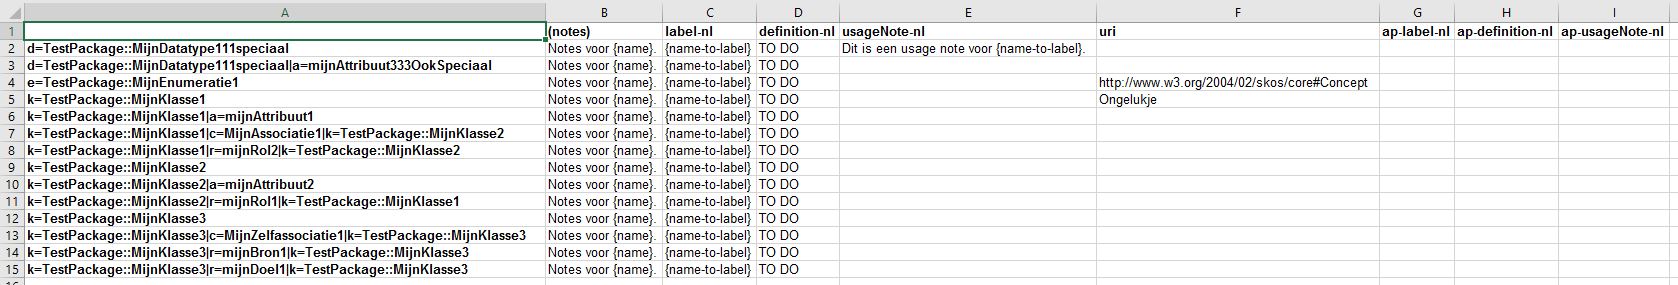 A B C D E F G H I
1 (notes) label-nl definition-nl usageNote-nl uri ap-label-nl ap-definition-nl ap-usageNote-nl
2 d=TestPackage::MijnDatatype111speciaal Notes voor {name}. {name-to-label} TO DO Dit is een usage note voor {name-to-label}.
3 d=TestPackage::MijnDatatype111speciaal|a=mijnAttribuut333OokSpeciaal Notes voor {name}. {name-to-label} TO DO
4 e=TestPackage::MijnEnumeratie1 Notes voor {name}. {name-to-label} TO DO http://www.w3.org/2004/02/skos/core#Concept
5 k=TestPackage::MijnKlasse1 Notes voor {name}. {name-to-label} TO DO Ongelukje
6 k=TestPackage::MijnKlasse1|a=mijnAttribuut1 Notes voor {name}. {name-to-label} TO DO
7 k=TestPackage::MijnKlasse1|c=MijnAssociatie1|k=TestPackage::MijnKlasse2 Notes voor {name}. {name-to-label} TO DO
8 k=TestPackage::MijnKlasse1|r=mijnRol2|k=TestPackage::MijnKlasse2 Notes voor {name}. {name-to-label} TO DO
9 k=TestPackage::MijnKlasse2 Notes voor {name}. {name-to-label} TO DO
10 k=TestPackage::MijnKlasse2|a=mijnAttribuut2 Notes voor {name}. {name-to-label} TO DO
11 k=TestPackage::MijnKlasse2|r=mijnRol1|k=TestPackage::MijnKlasse1 Notes voor {name}. {name-to-label} TO DO
12 k=TestPackage::MijnKlasse3 Notes voor {name}. {name-to-label} TO DO
13 k=TestPackage::MijnKlasse3|c=MijnZelfassociatie1|k=TestPackage::MijnKlasse3 Notes voor {name}. {name-to-label} TO DO
14 k=TestPackage::MijnKlasse3|r=mijnBron1|k=TestPackage::MijnKlasse3 Notes voor {name}. {name-to-label} TO DO
15 k=TestPackage::MijnKlasse3|r=mijnDoel1|k=TestPackage::MijnKlasse3 Notes voor {name}. {name-to-label} TO DO